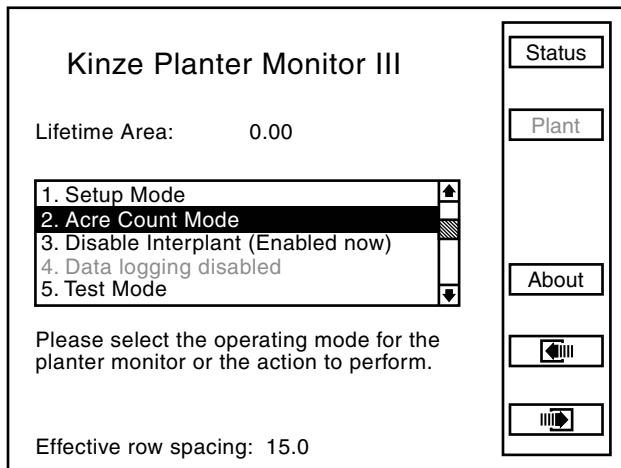 Kinze Planter Monitor III
Lifetime Area: 0.00
1. Setup Mode
2. Acre Count Mode
3. Disable Interplant (Enabled now)
4. Data logging disabled
5. Test Mode
Please select the operating mode for the
planter monitor or the action to perform.
Effective row spacing: 15.0
Status
Plant
About